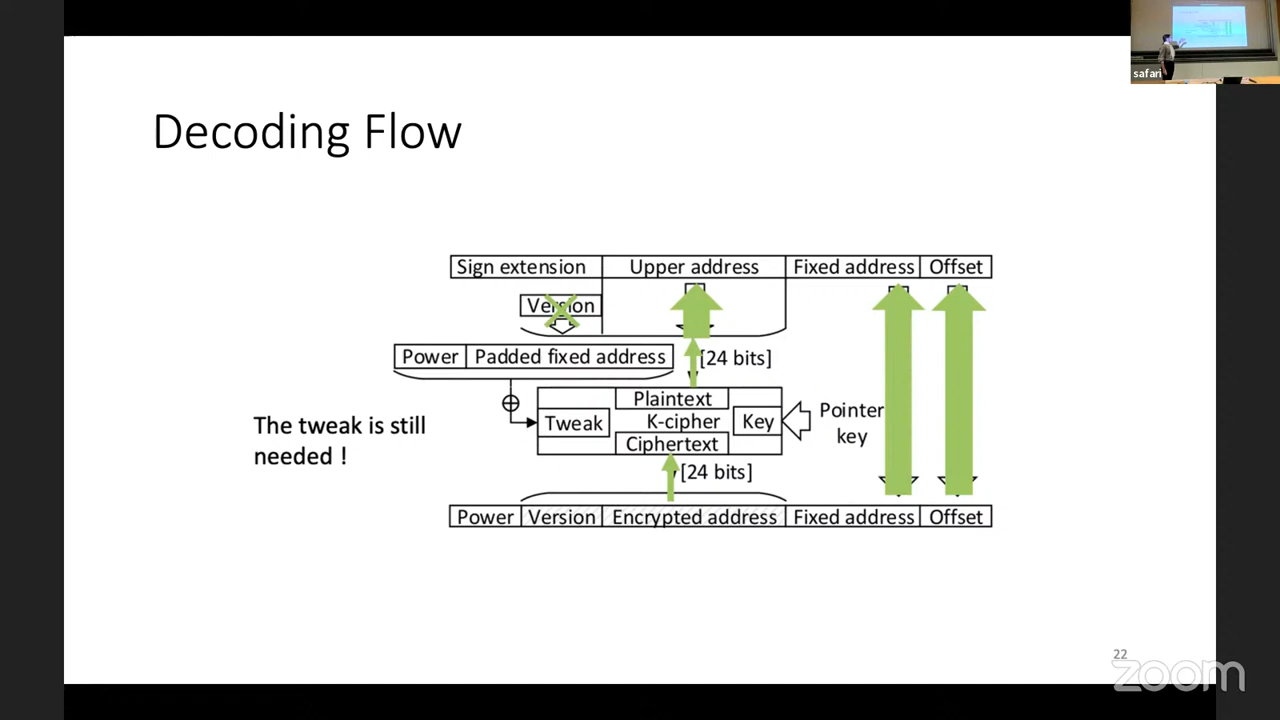 safari
Decoding Flow
Sign extension Upper address Fixed address Offset
Version
Power Padded fixed address [24 bits]
Plaintext
Tweak K-cipher Key
Ciphertext
Pointer
key
The tweak is still
needed !
[24 bits]
Power Version Encrypted address Fixed address Offset
22
zoom